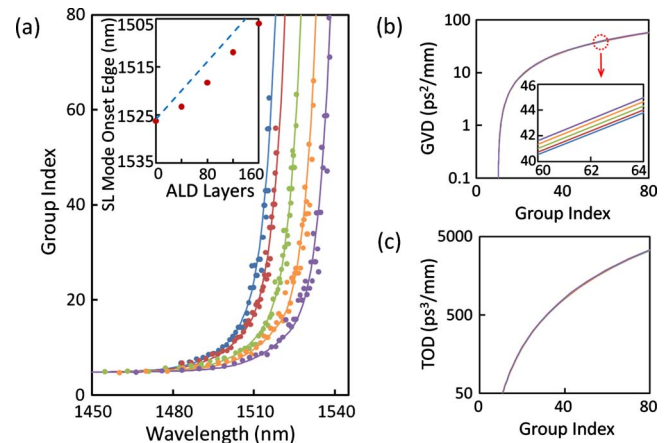 (a)
SL Mode Onset Edge (nm)
1505
1515
1525
1535
0 40 80 120 160
ALD Layers
Group Index
80
60
40
20
0
1450 1480 1510 1540
Wavelength (nm)
(b)
GVD (ps²/mm)
100
10
1
0.1
46
44
42
40
60 62 64
0 40 80
Group Index
(c)
TOD (ps³/mm)
5000
500
50
0 40 80
Group Index